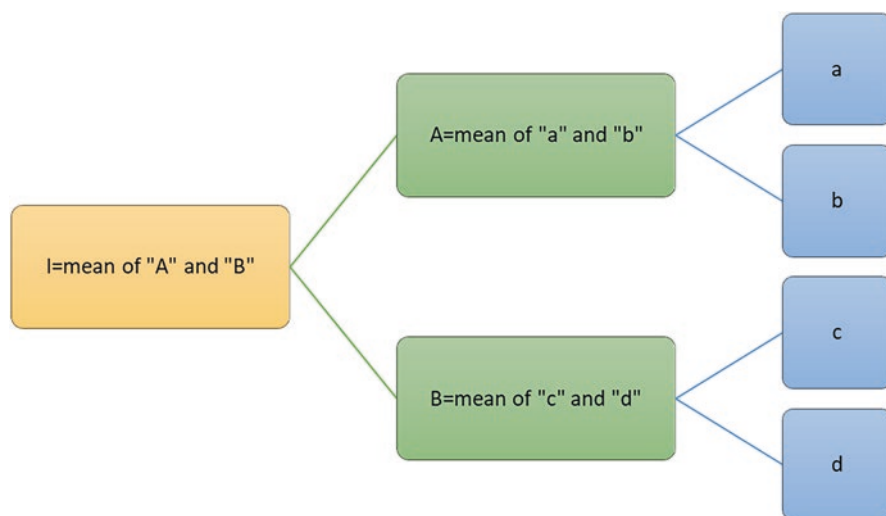 I=mean of "A" and "B"
A=mean of "a" and "b"
B=mean of "c" and "d"
a
b
c
d